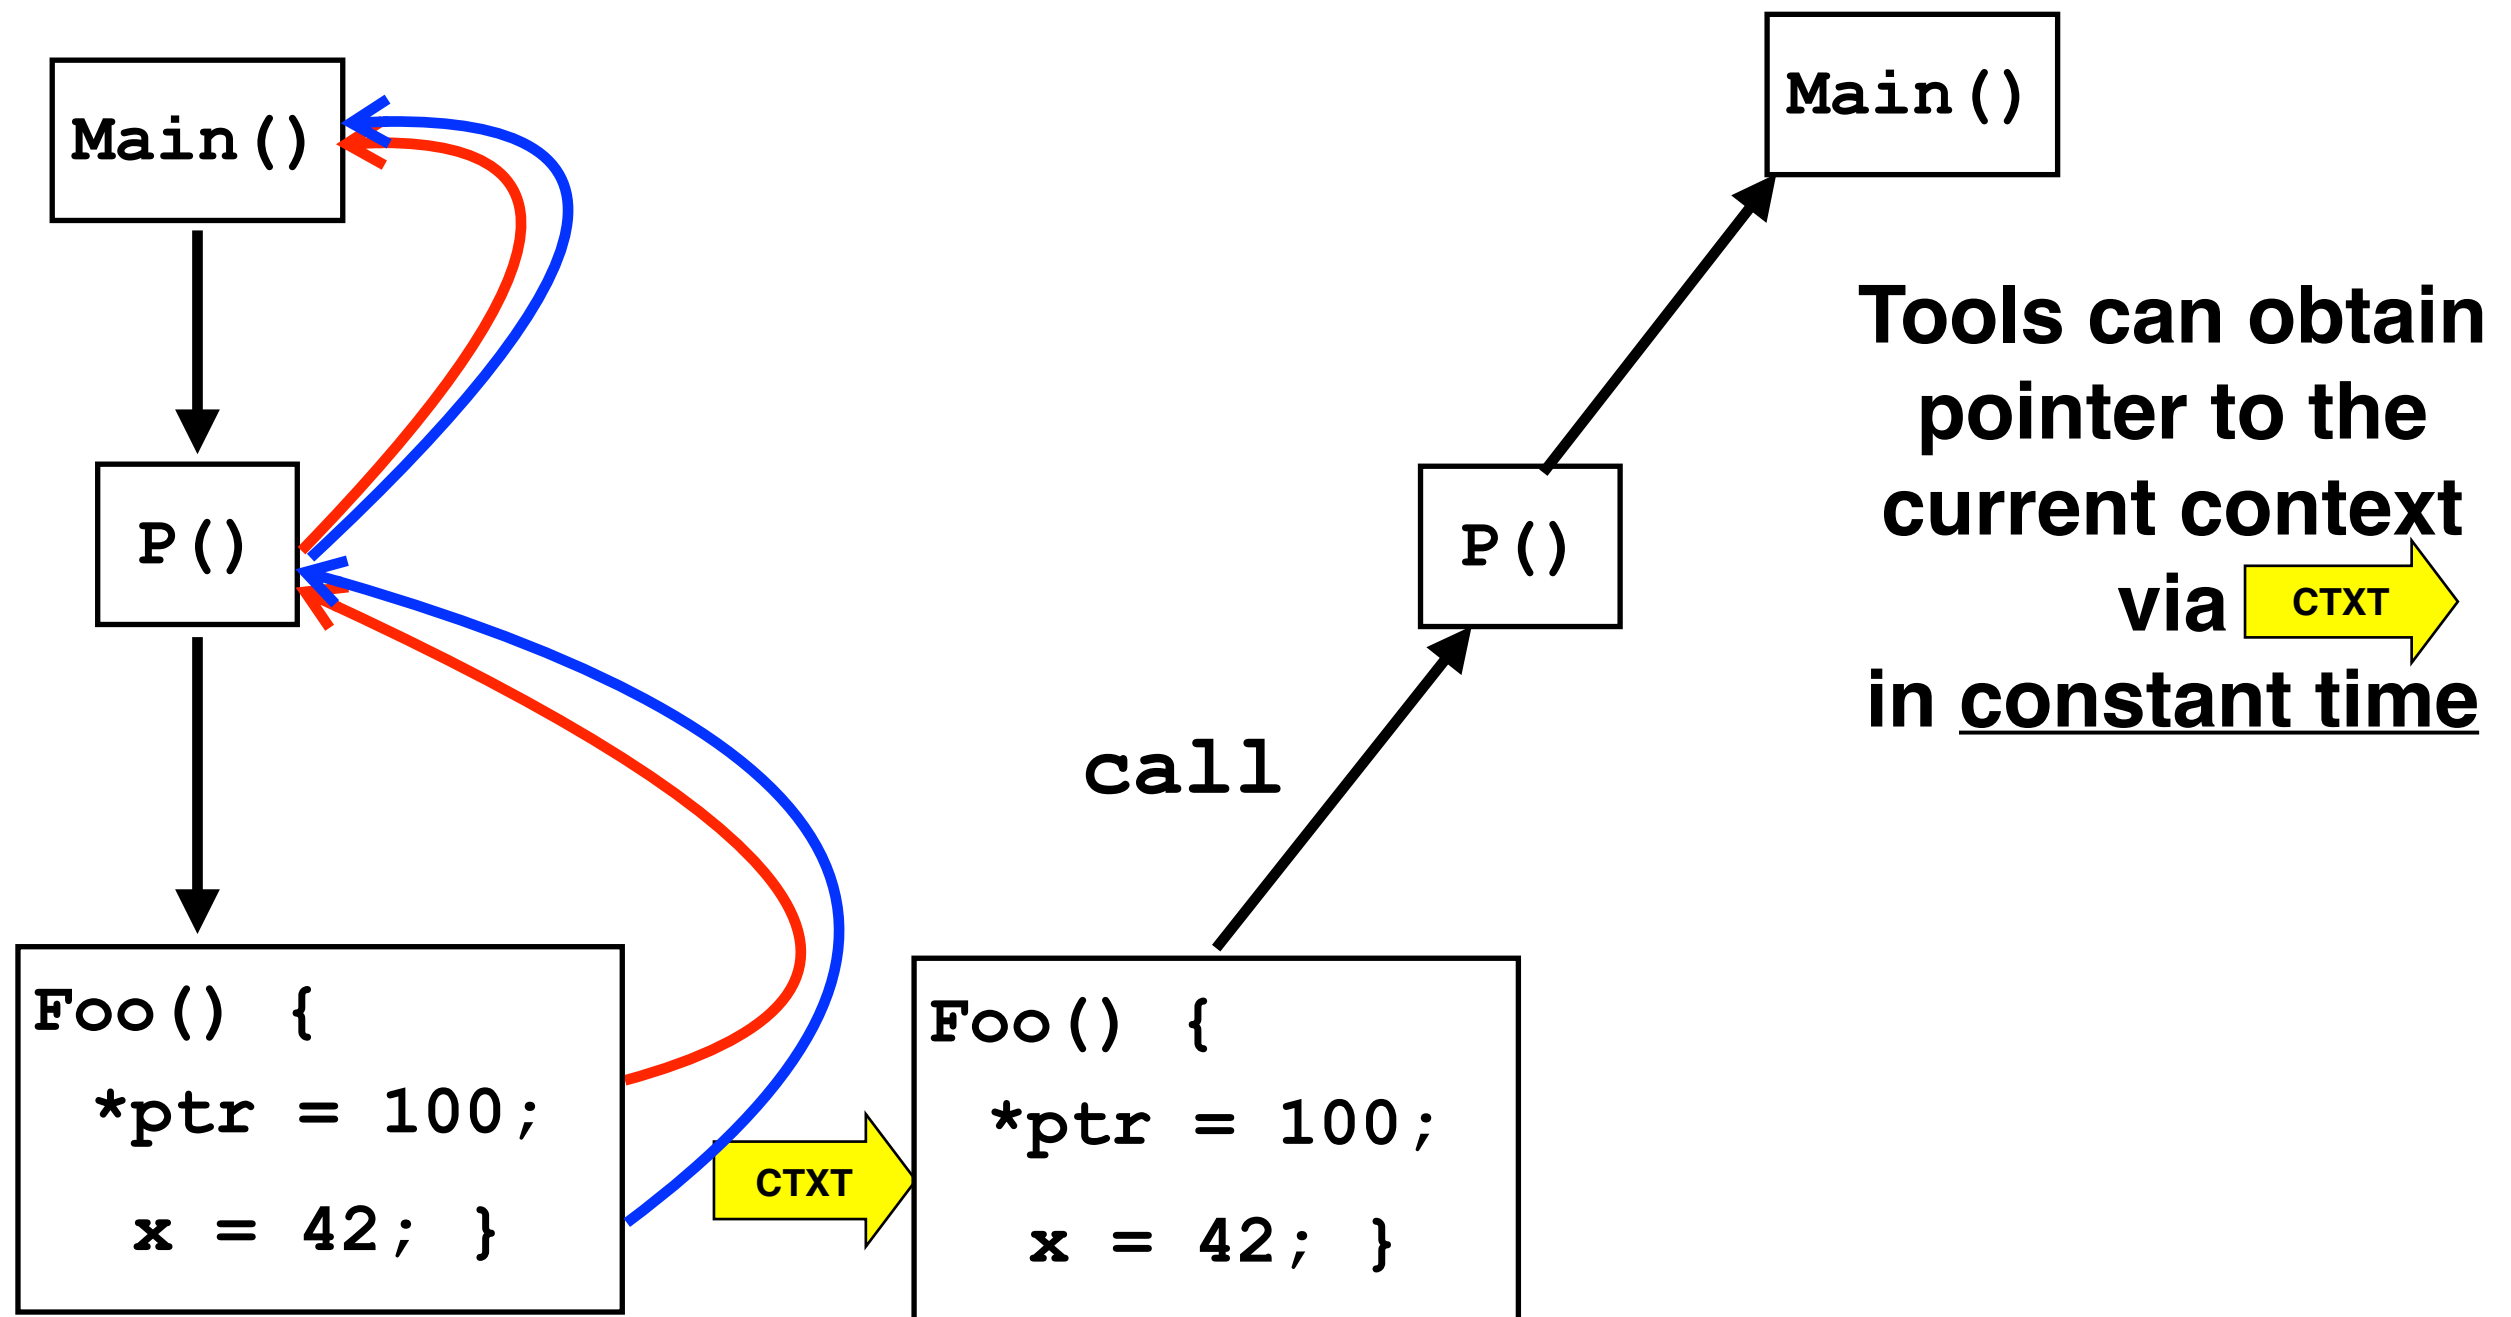 Main()
P()
Foo() {
*ptr = 100;
x = 42; }
CTXT
call
Main()
P()
Foo() {
*ptr = 100;
x = 42; }
Tools can obtain
pointer to the
current context
via CTXT
in constant time